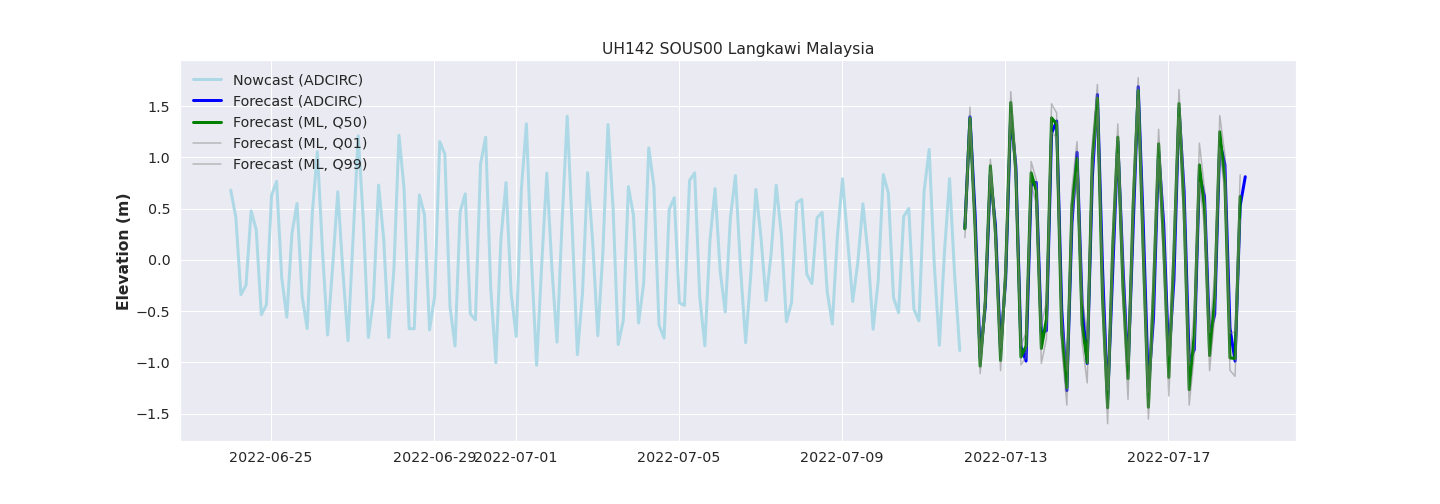 UH142 SOUS00 Langkawi Malaysia
Nowcast (ADCIRC)
Forecast (ADCIRC)
Forecast (ML, Q50)
Forecast (ML, Q01)
Forecast (ML, Q99)
Elevation (m)
1.5
1.0
0.5
0.0
−0.5
−1.0
−1.5
2022-06-25 2022-06-29 2022-07-01 2022-07-05 2022-07-09 2022-07-13 2022-07-17